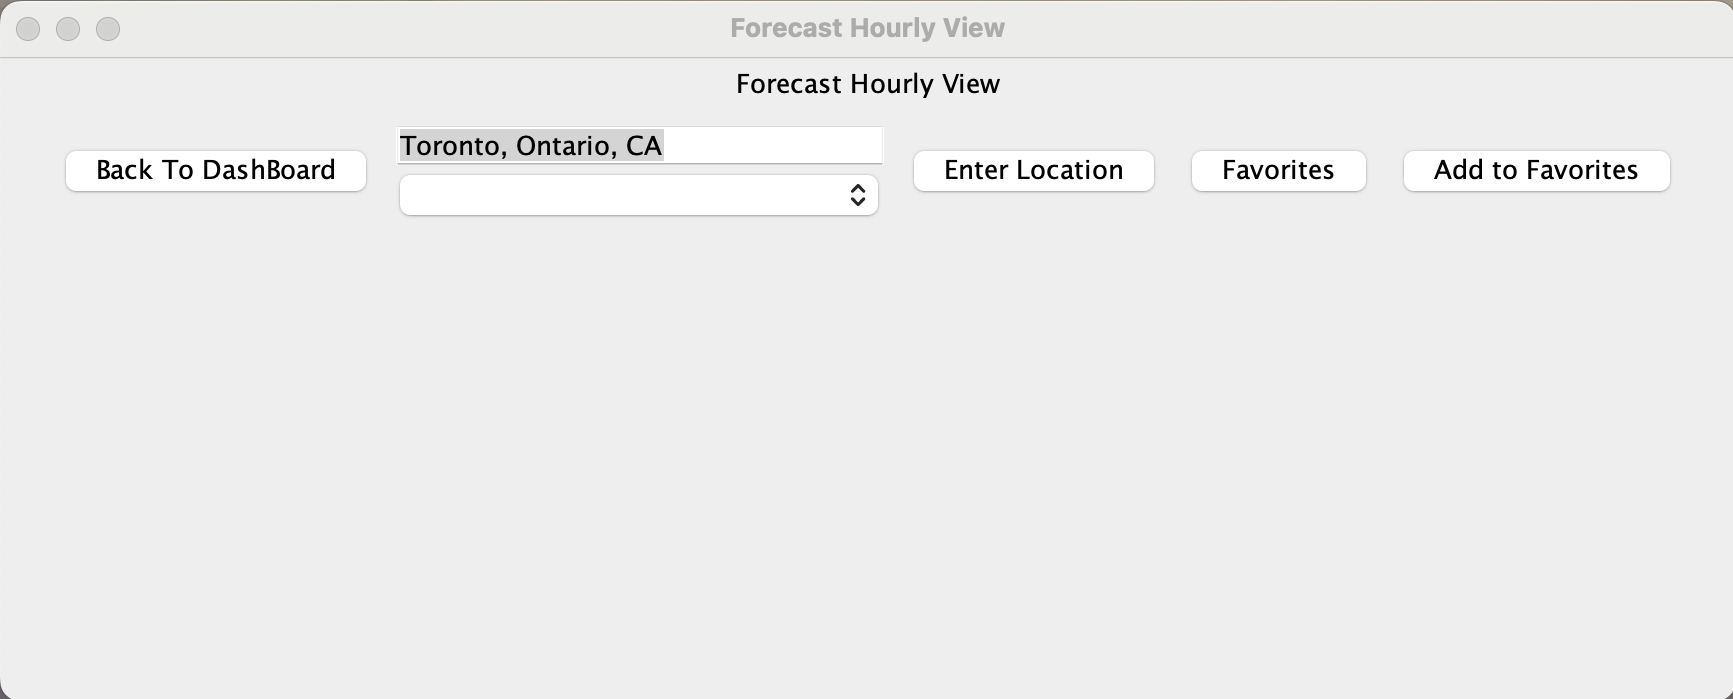 Forecast Hourly View
Forecast Hourly View
Back To DashBoard
Toronto, Ontario, CA
Enter Location
Favorites
Add to Favorites